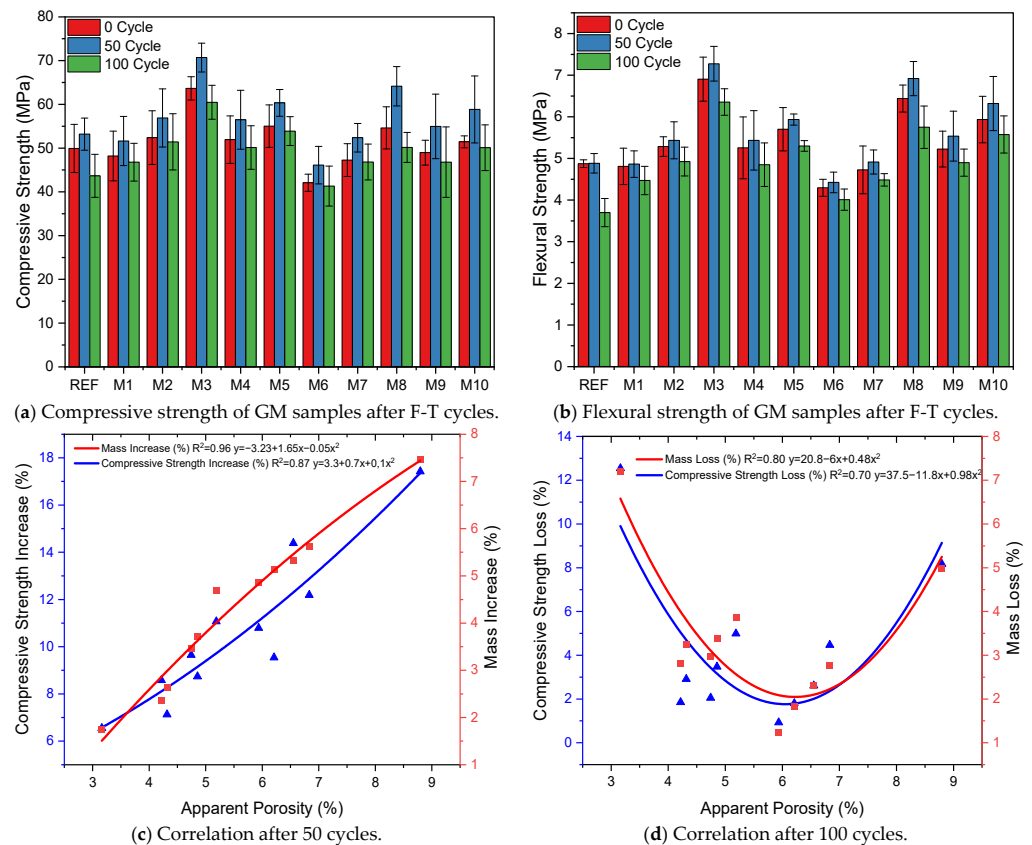 80
70
60
50
40
30
20
10
0
Compressive Strength (MPa)
0 Cycle
50 Cycle
100 Cycle
REF M1 M2 M3 M4 M5 M6 M7 M8 M9 M10
(a) Compressive strength of GM samples after F-T cycles.
8
7
6
5
4
3
2
1
0
Flexural Strength (MPa)
0 Cycle
50 Cycle
100 Cycle
REF M1 M2 M3 M4 M5 M6 M7 M8 M9 M10
(b) Flexural strength of GM samples after F-T cycles.
18
16
14
12
10
8
6
Compressive Strength Increase (%)
Mass Increase (%) R²=0.96 y=−3.23+1.65x−0.05x²
Compressive Strength Increase (%) R²=0.87 y=3.3+0.7x+0,1x²
8
7
6
5
4
3
2
1
Mass Increase (%)
3 4 5 6 7 8 9
Apparent Porosity (%)
(c) Correlation after 50 cycles.
14
12
10
8
6
4
2
0
Compressive Strength Loss (%)
Mass Loss (%) R²=0.80 y=20.8−6x+0.48x²
Compressive Strength Loss (%) R²=0.70 y=37.5−11.8x+0.98x²
8
7
6
5
4
3
2
1
Mass Loss (%)
3 4 5 6 7 8 9
Apparent Porosity (%)
(d) Correlation after 100 cycles.